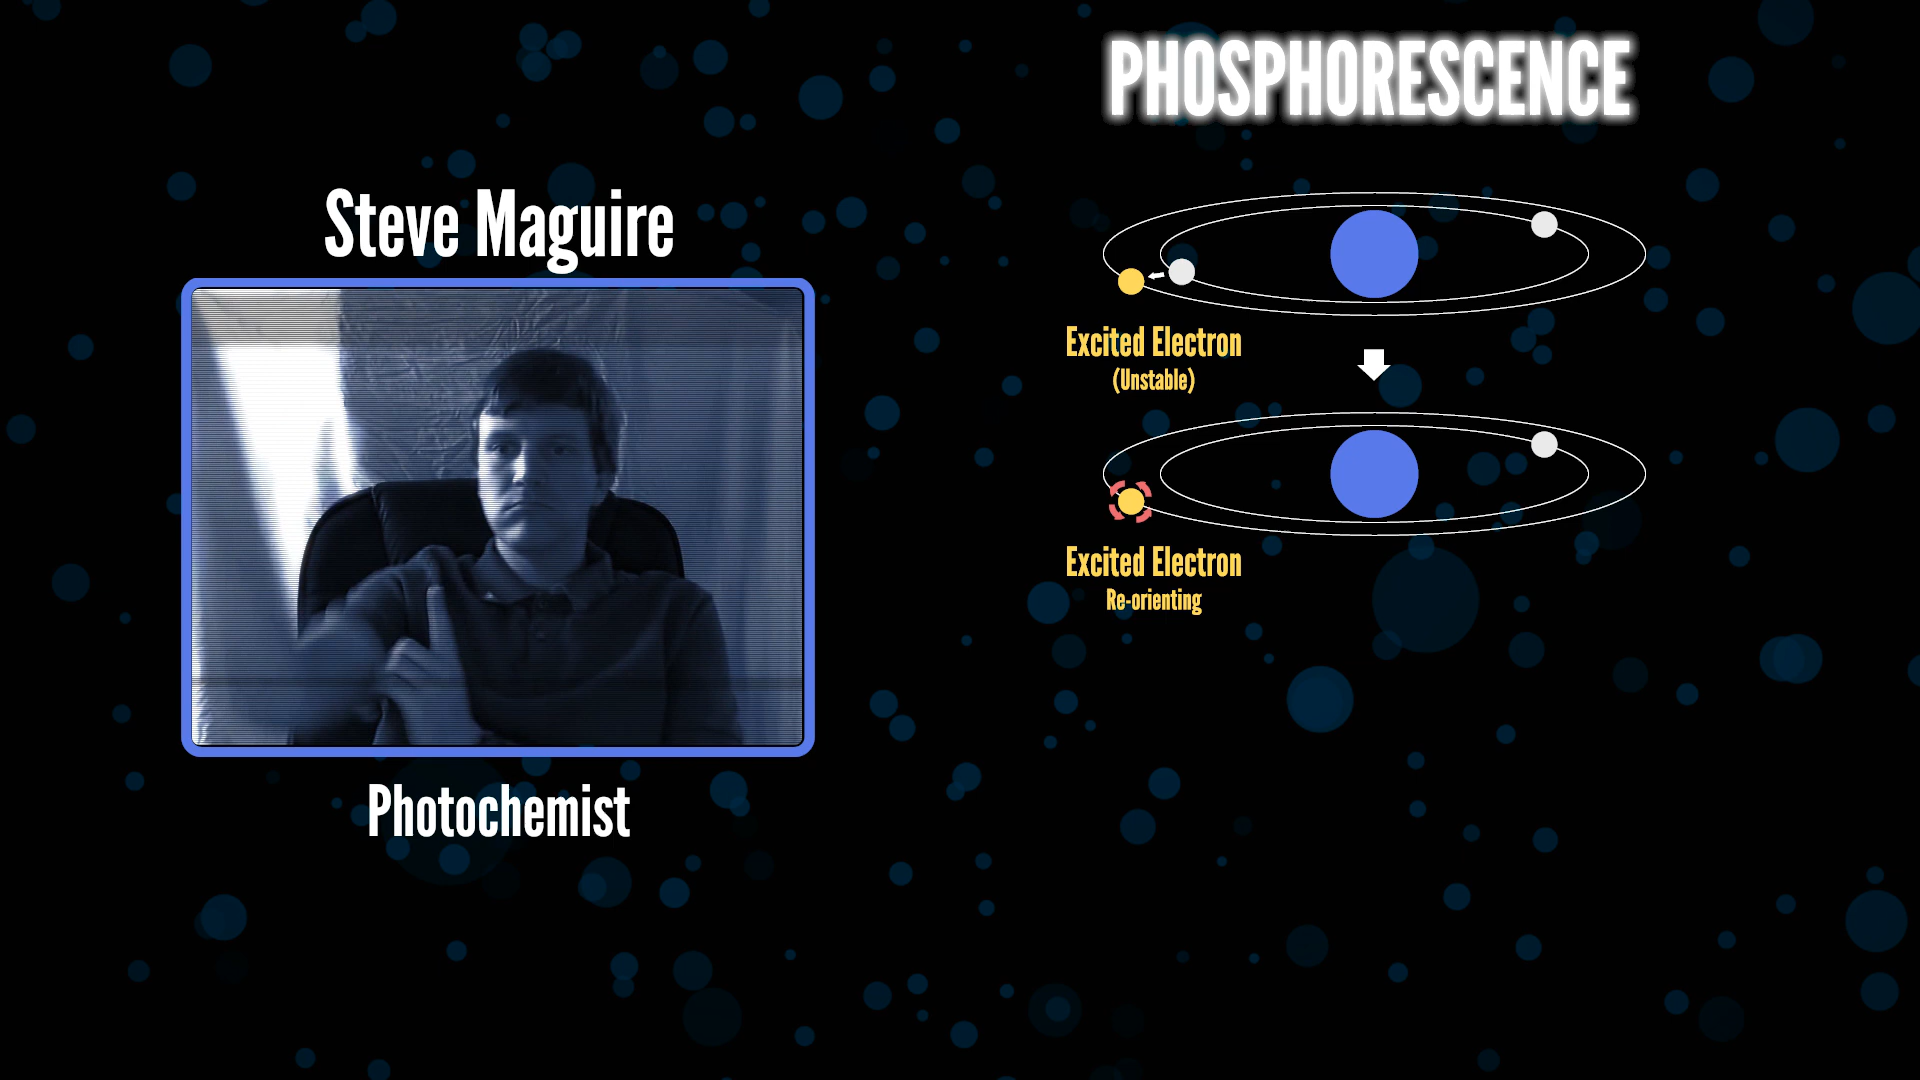 PHOSPHORESCENCE
Steve Maguire
Photochemist
Excited Electron
(Unstable)
Excited Electron
Re-orienting